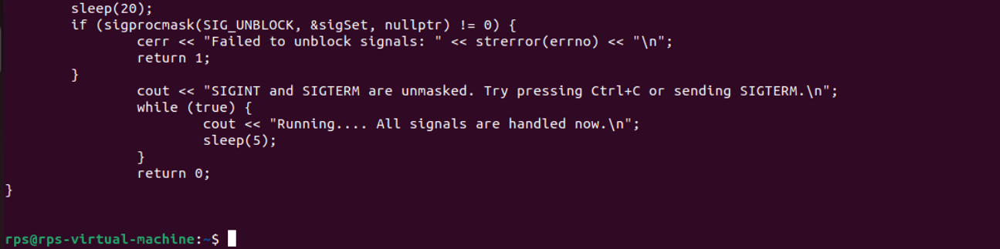 sleep(20);
        if (sigprocmask(SIG_UNBLOCK, &sigSet, nullptr) != 0) {
                cerr << "Failed to unblock signals: " << strerror(errno) << "\n";
                return 1;
        }
                cout << "SIGINT and SIGTERM are unmasked. Try pressing Ctrl+C or sending SIGTERM.\n";
                while (true) {
                        cout << "Running.... All signals are handled now.\n";
                        sleep(5);
                }
                return 0;
}
rps@rps-virtual-machine:~$